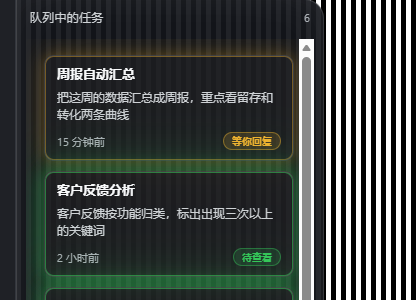 队列中的任务 6
周报自动汇总
把这周的数据汇总成周报，重点看留存和
转化两条曲线
15 分钟前 等你回复
客户反馈分析
客户反馈按功能归类，标出出现三次以上
的关键词
2 小时前 待查看